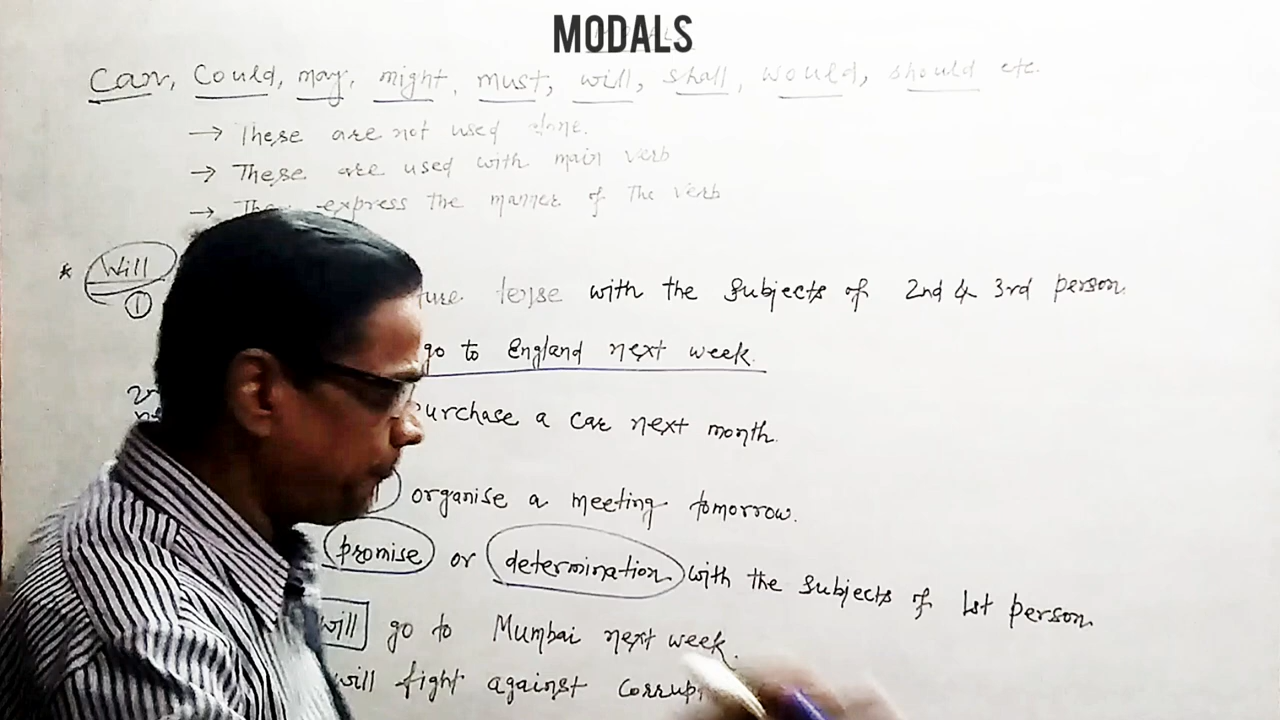 MODALS
Can, Could, may, might, must, will, shall, would, should etc.
→ These are not used alone.
→ These are used with main verb
→ They express the manner of the verb
* Will
① tense with the subjects of 2nd & 3rd person.
go to England next week.
a car next month.
organise a meeting tomorrow.
promise or determination with the subjects of 1st person.
will go to Mumbai next week.
will fight against